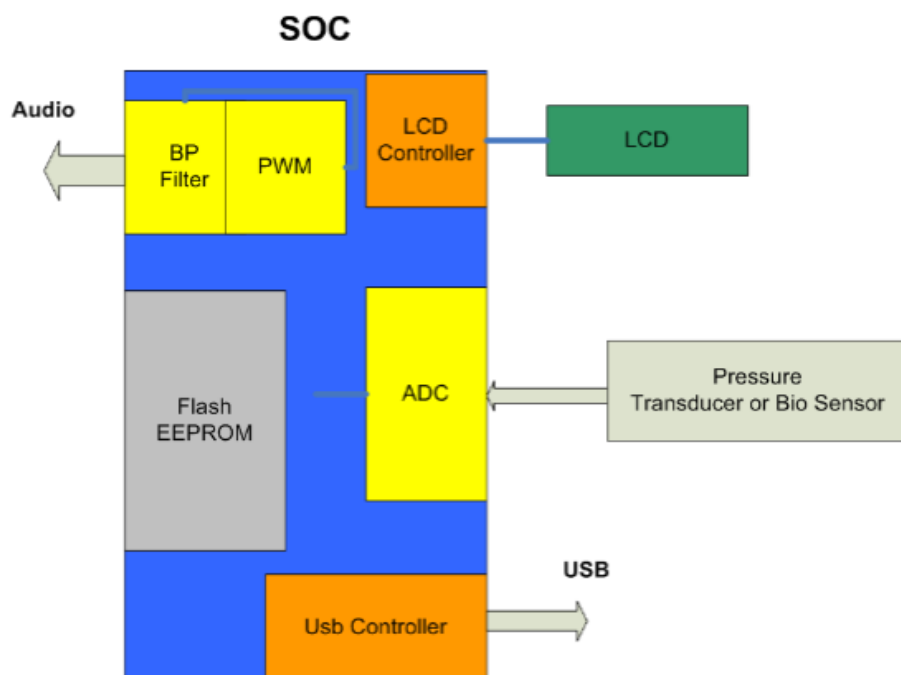 SOC
Audio
BP
Filter
PWM
LCD
Controller
LCD
Flash
EEPROM
ADC
Pressure
Transducer or Bio Sensor
USB
Usb Controller